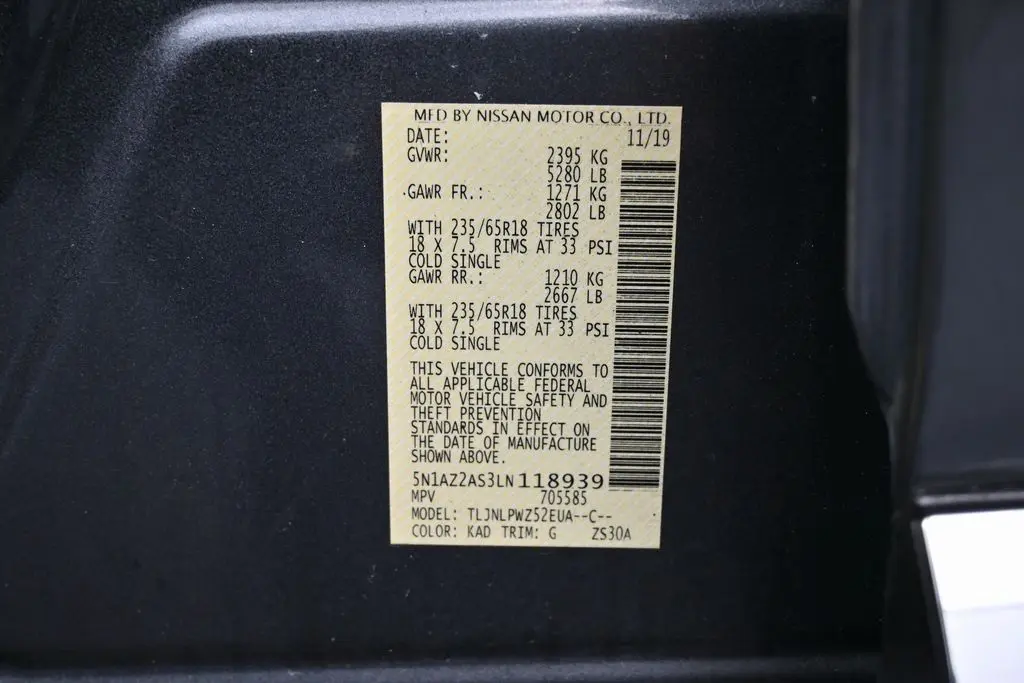 MFD BY NISSAN MOTOR CO., LTD.
DATE: 11/19
GVWR: 2395 KG
5280 LB
GAWR FR.: 1271 KG
2802 LB
WITH 235/65R18 TIRES
18 X 7.5 RIMS AT 33 PSI
COLD SINGLE
GAWR RR.: 1210 KG
2667 LB
WITH 235/65R18 TIRES
18 X 7.5 RIMS AT 33 PSI
COLD SINGLE
THIS VEHICLE CONFORMS TO
ALL APPLICABLE FEDERAL
MOTOR VEHICLE SAFETY AND
THEFT PREVENTION
STANDARDS IN EFFECT ON
THE DATE OF MANUFACTURE
SHOWN ABOVE.
5N1AZ2AS3LN118939
MPV 705585
MODEL: TLJNLPWZ52EUA--C--
COLOR: KAD TRIM: G ZS30A